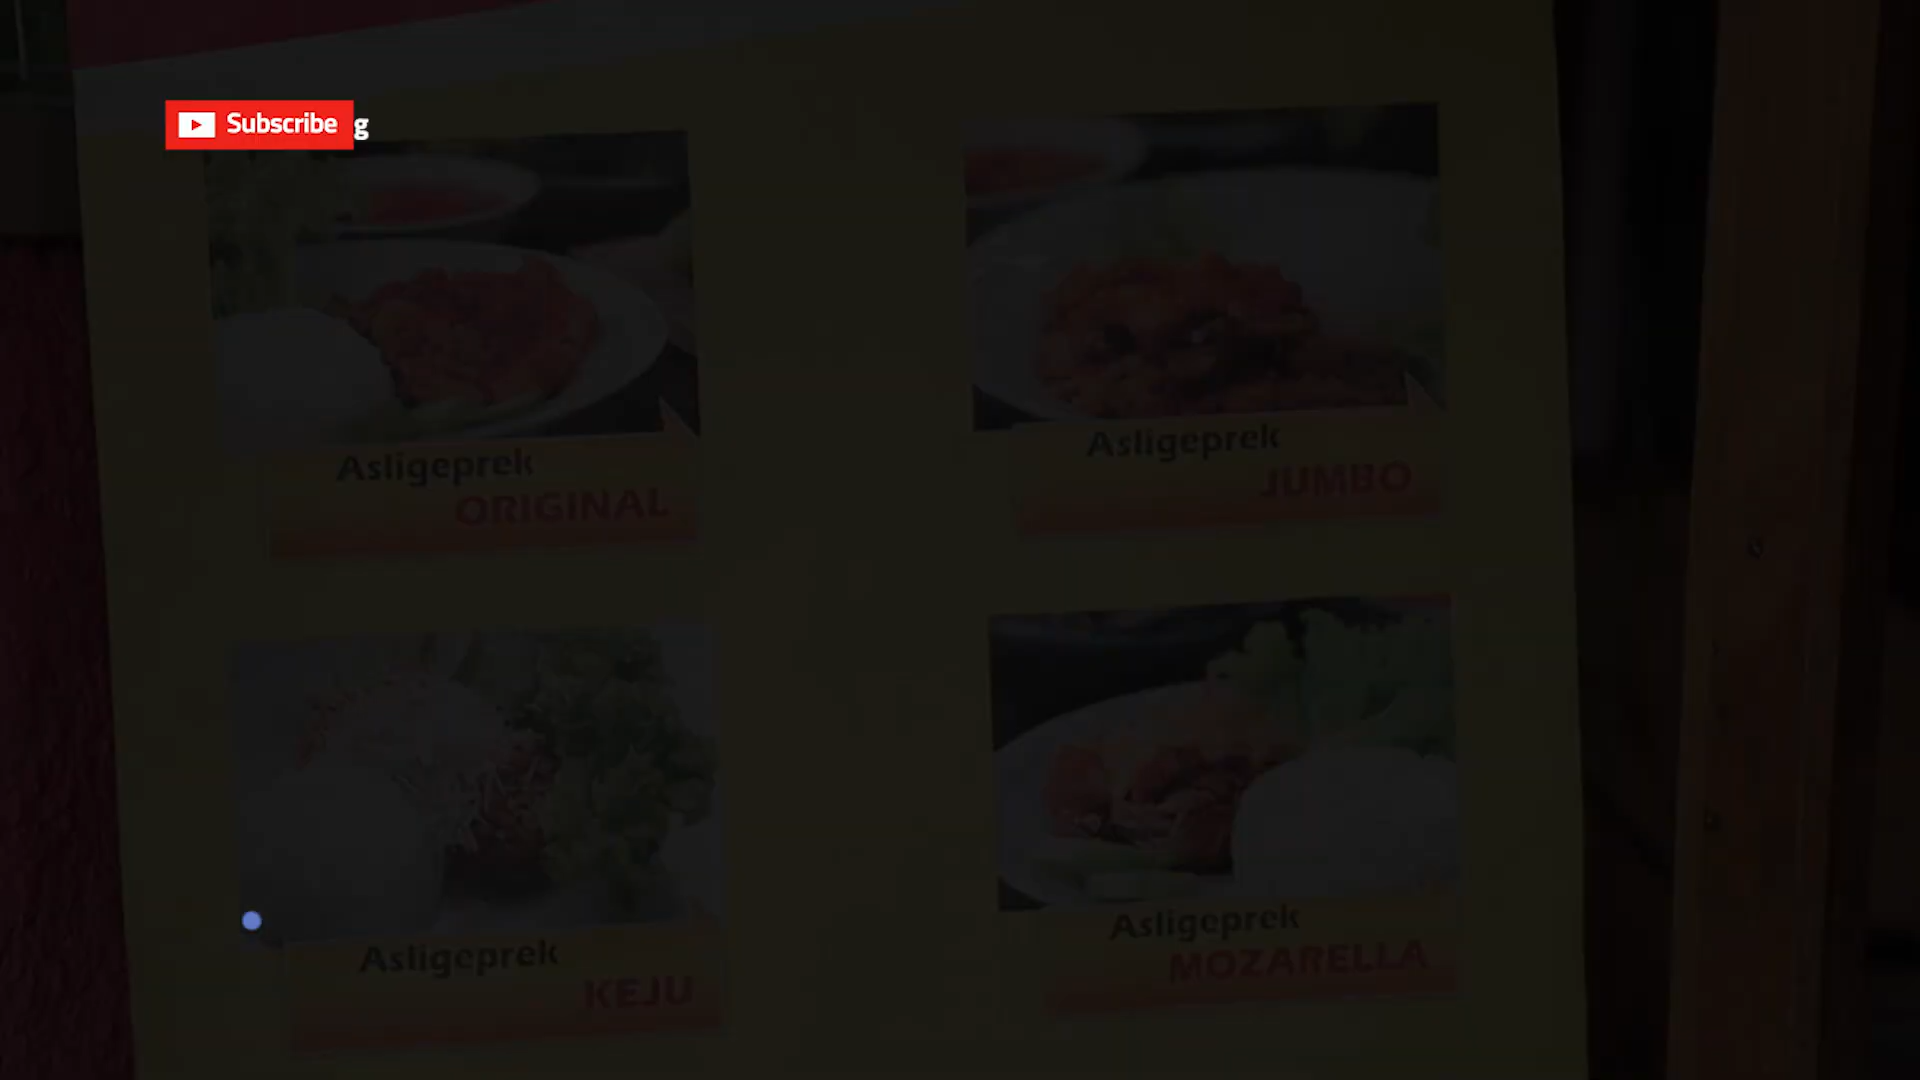 Subscribe g
Asligeprek
ORIGINAL
Asligeprek
JUMBO
Asligeprek
KEJU
Asligeprek
MOZARELLA